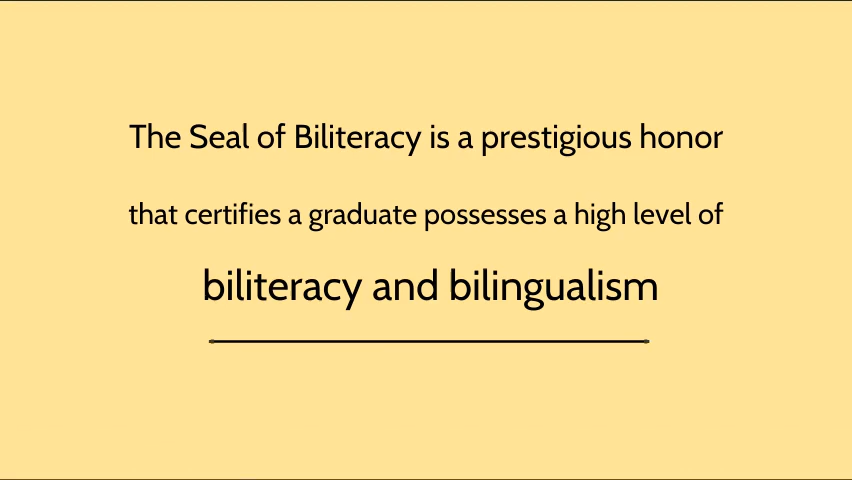 The Seal of Biliteracy is a prestigious honor
that certifies a graduate possesses a high level of
biliteracy and bilingualism